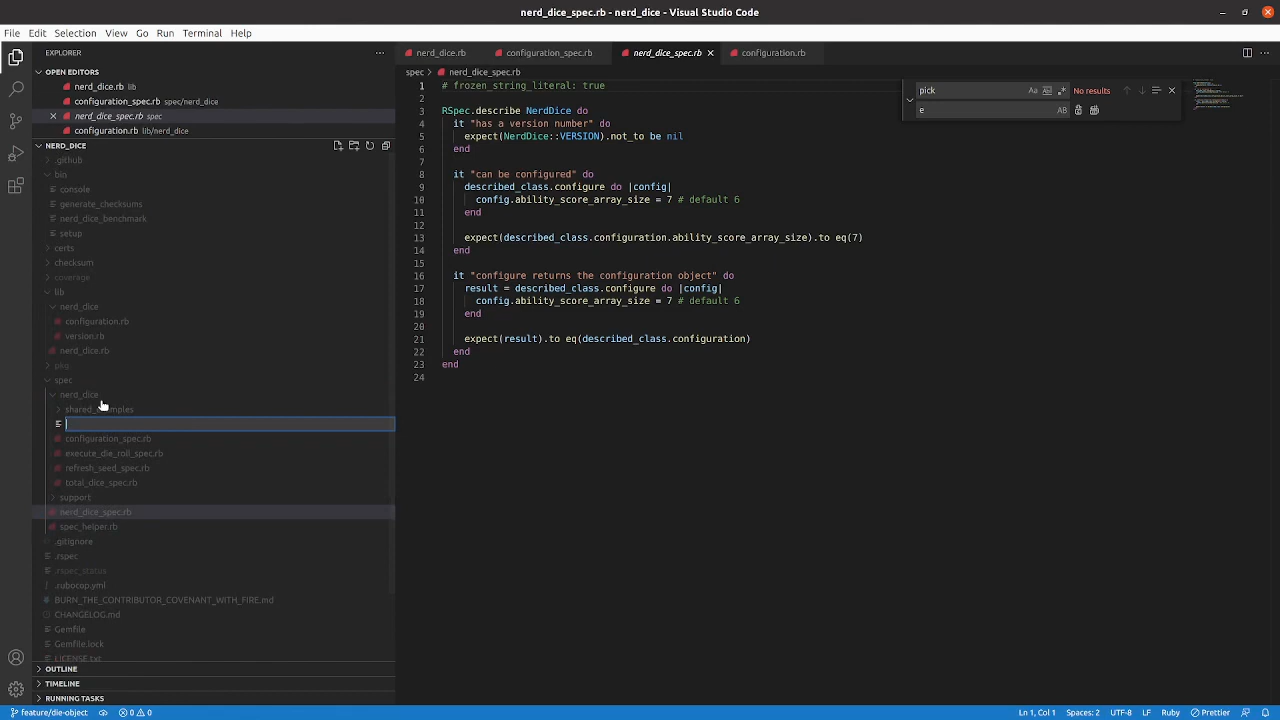 nerd_dice_spec.rb - nerd_dice - Visual Studio Code
File Edit Selection View Go Run Terminal Help
EXPLORER
OPEN EDITORS
nerd_dice.rb lib
configuration_spec.rb spec/nerd_dice
nerd_dice_spec.rb spec
configuration.rb lib/nerd_dice
NERD_DICE
.github
bin
console
generate_checksums
nerd_dice_benchmark
setup
certs
checksum
coverage
lib
nerd_dice
configuration.rb
version.rb
nerd_dice.rb
pkg
spec
nerd_dice
shared_examples
configuration_spec.rb
execute_die_roll_spec.rb
refresh_seed_spec.rb
total_dice_spec.rb
support
nerd_dice_spec.rb
spec_helper.rb
.gitignore
.rspec
.rspec_status
.rubocop.yml
BURN_THE_CONTRIBUTOR_COVENANT_WITH_FIRE.md
CHANGELOG.md
Gemfile
Gemfile.lock
LICENSE.txt
OUTLINE
TIMELINE
RUNNING TASKS
nerd_dice.rb configuration_spec.rb nerd_dice_spec.rb configuration.rb
spec > nerd_dice_spec.rb
pick Aa No results
e AB
1 # frozen_string_literal: true
2
3 RSpec.describe NerdDice do
4 it "has a version number" do
5 expect(NerdDice::VERSION).not_to be nil
6 end
7
8 it "can be configured" do
9 described_class.configure do |config|
10 config.ability_score_array_size = 7 # default 6
11 end
12
13 expect(described_class.configuration.ability_score_array_size).to eq(7)
14 end
15
16 it "configure returns the configuration object" do
17 result = described_class.configure do |config|
18 config.ability_score_array_size = 7 # default 6
19 end
20
21 expect(result).to eq(described_class.configuration)
22 end
23 end
24
feature/die-object 0 0 Ln 1, Col 1 Spaces: 2 UTF-8 LF Ruby Prettier